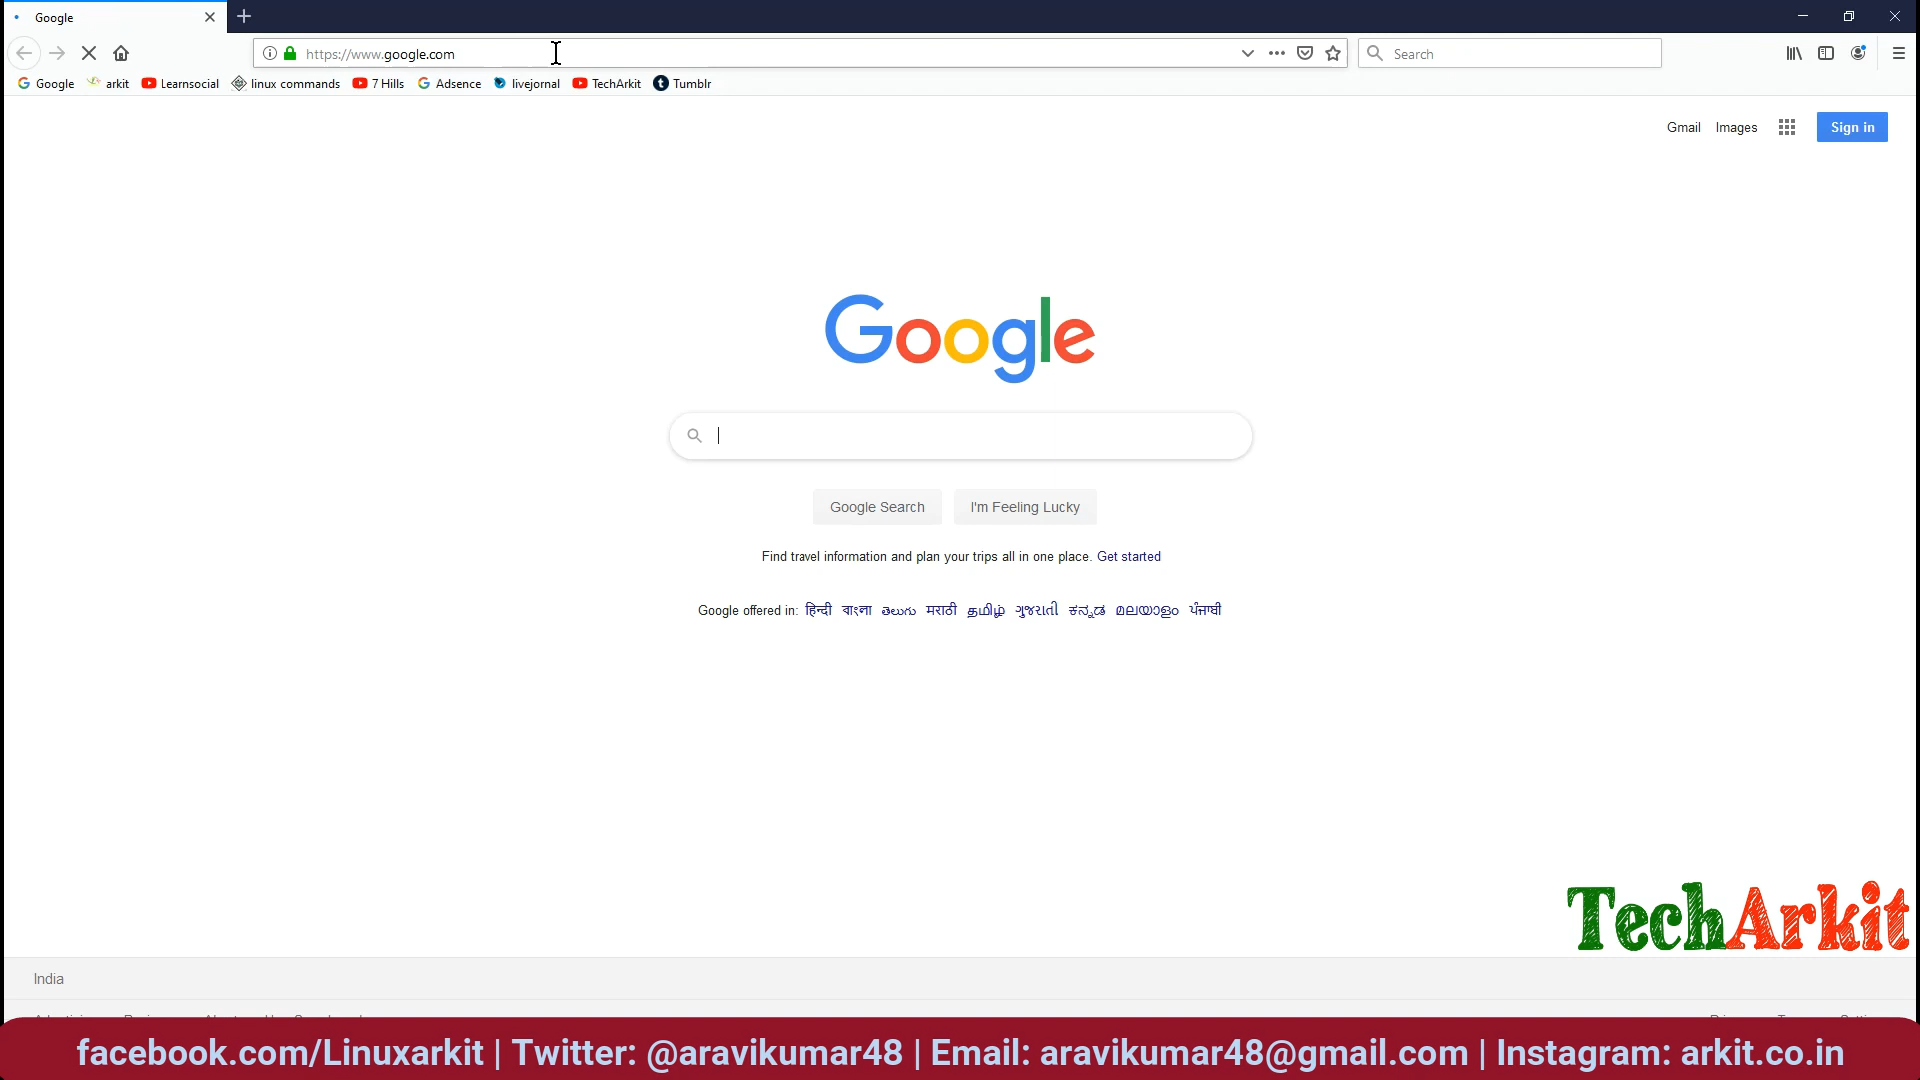 Google
https://www.google.com
Search
Google arkit Learnsocial linux commands 7 Hills Adsence livejornal TechArkit Tumblr
Gmail Images Sign in
Google
Google Search I'm Feeling Lucky
Find travel information and plan your trips all in one place. Get started
Google offered in: हिन्दी বাংলা తెలుగు मराठी தமிழ் ગુજરાતી ಕನ್ನಡ മലയാളം ਪੰਜਾਬੀ
TechArkit
India
facebook.com/Linuxarkit | Twitter: @aravikumar48 | Email: aravikumar48@gmail.com | Instagram: arkit.co.in